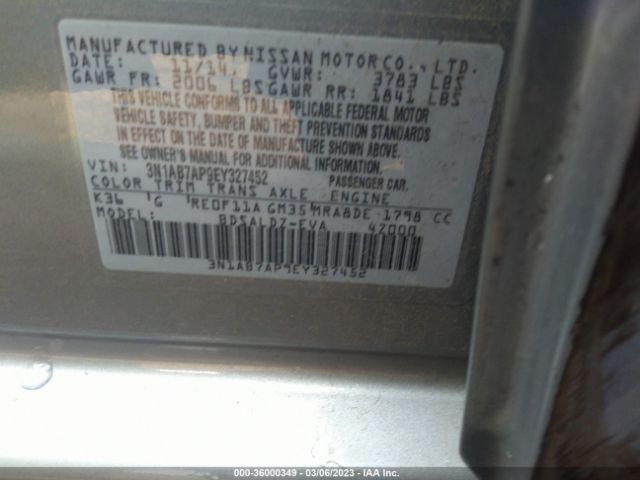 MANUFACTURED BY NISSAN MOTOR CO., LTD.
DATE: 11/14 GVWR: 3783 LBS
GAWR FR: 2006 LBS GAWR RR: 1841 LBS
THIS VEHICLE CONFORMS TO ALL APPLICABLE FEDERAL MOTOR
VEHICLE SAFETY, BUMPER AND THEFT PREVENTION STANDARDS
IN EFFECT ON THE DATE OF MANUFACTURE SHOWN ABOVE.
SEE OWNER'S MANUAL FOR ADDITIONAL INFORMATION.
VIN: 3N1AB7AP9EY327452 PASSENGER CAR
COLOR TRIM TRANS AXLE ENGINE
K36 G RE0F11A GM35 MRA8DE 1798 CC
MODEL: BDSALDZ-EVA 4Z000
3N1AB7AP9EY327452
000-36000349 - 03/06/2023 - IAA Inc.